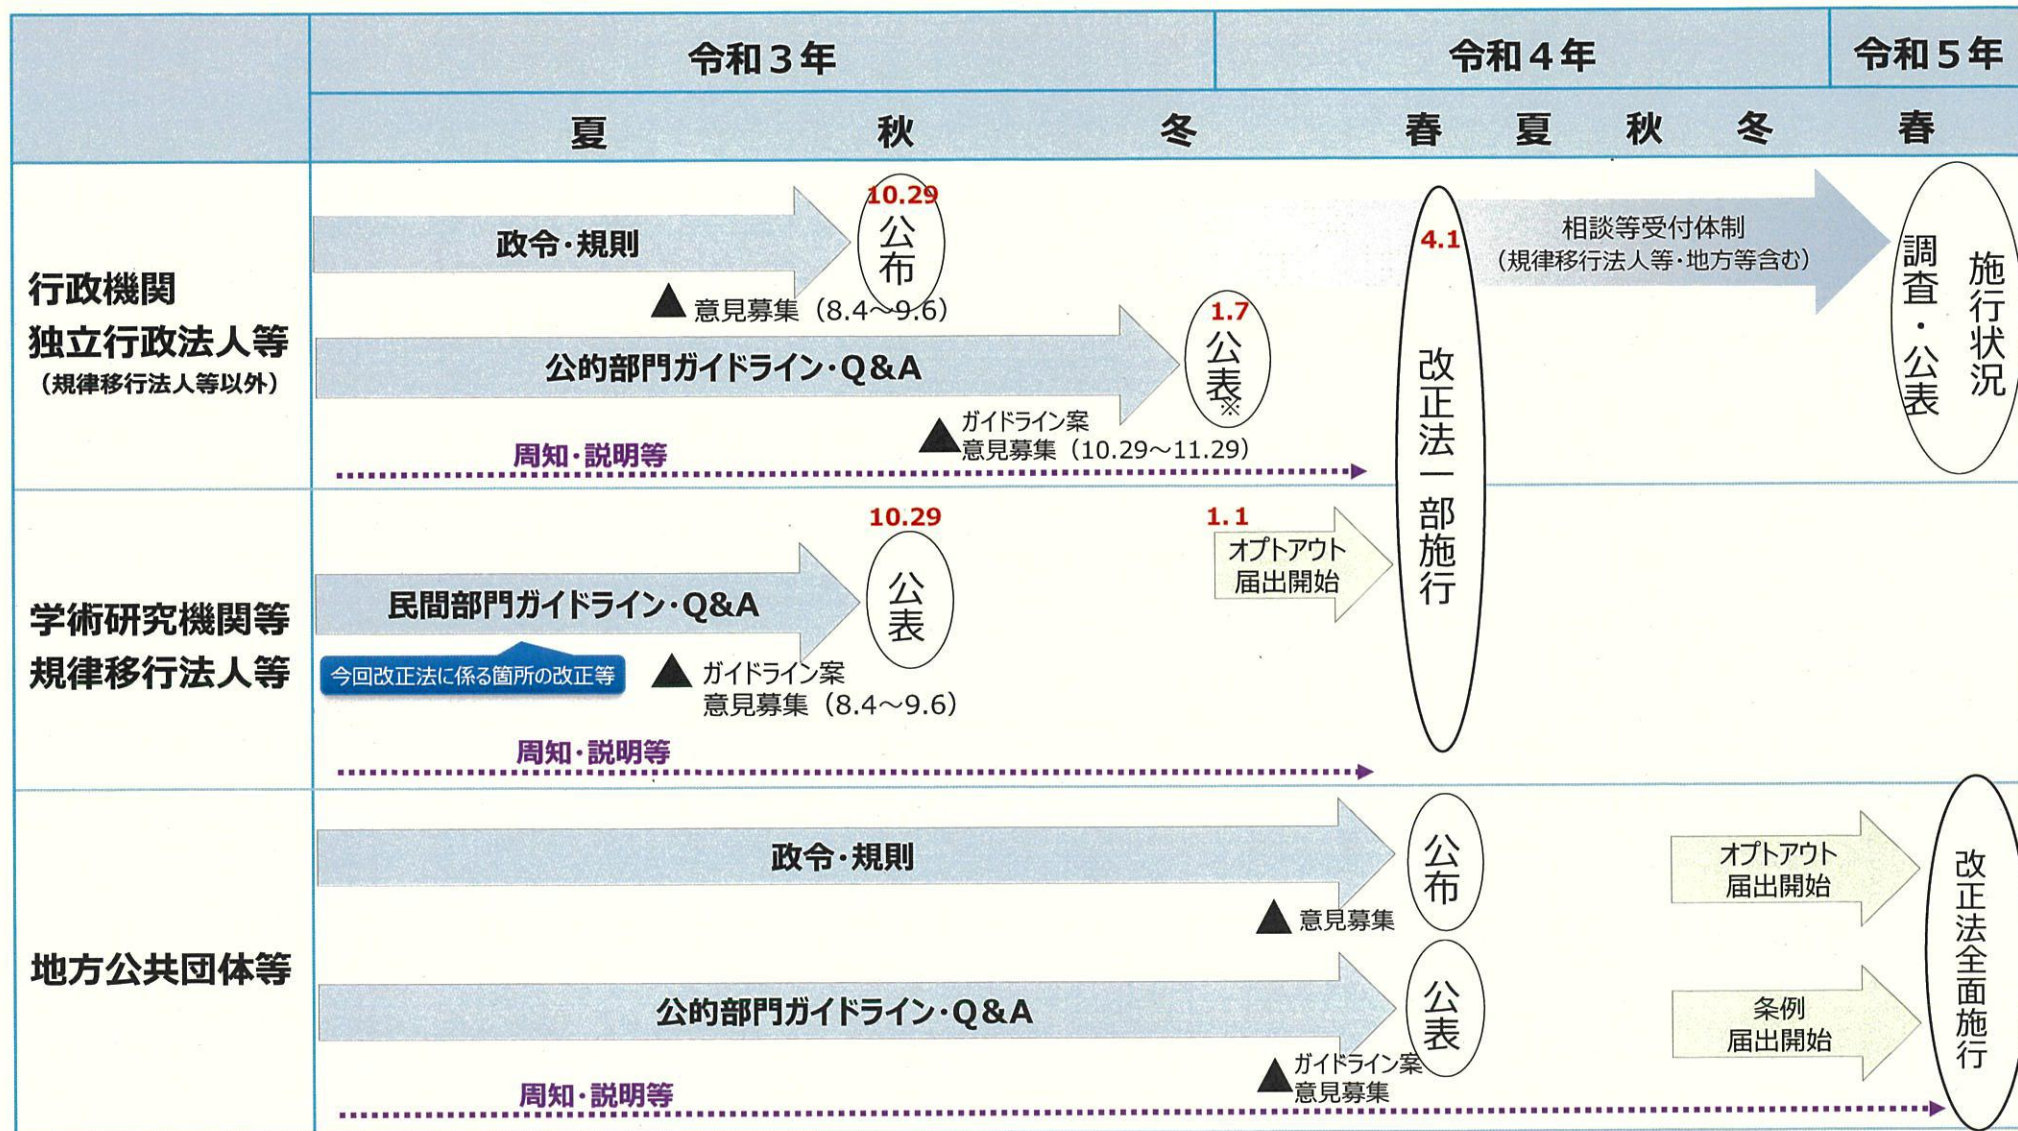 令和３年
令和４年
令和５年
夏
秋
冬
春
夏
秋
冬
春
行政機関
独立行政法人等
（規律移行法人等以外）
政令・規則
10.29
公布
▲ 意見募集（8.4～9.6）
公的部門ガイドライン・Q&A
1.7
公表※
▲ ガイドライン案
意見募集（10.29～11.29）
周知・説明等
4.1
改正法一部施行
相談等受付体制
（規律移行法人等・地方等含む）
施行状況
調査・公表
学術研究機関等
規律移行法人等
民間部門ガイドライン・Q&A
今回改正法に係る箇所の改正等
10.29
公表
▲ ガイドライン案
意見募集（8.4～9.6）
1.1
オプトアウト
届出開始
周知・説明等
地方公共団体等
政令・規則
公布
▲ 意見募集
公的部門ガイドライン・Q&A
公表
▲ ガイドライン案
意見募集
オプトアウト
届出開始
条例
届出開始
改正法全面施行
周知・説明等